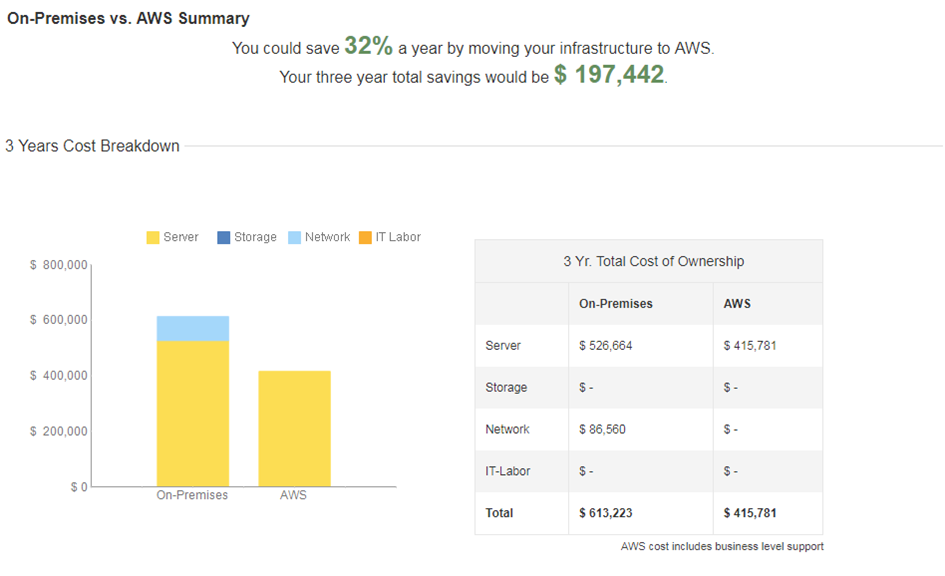 On-Premises vs. AWS Summary
You could save 32% a year by moving your infrastructure to AWS.
Your three year total savings would be $ 197,442.
3 Years Cost Breakdown
Server Storage Network IT Labor
$ 800,000
$ 600,000
$ 400,000
$ 200,000
$ 0
On-Premises AWS
3 Yr. Total Cost of Ownership
On-Premises AWS
Server $ 526,664 $ 415,781
Storage $ - $ -
Network $ 86,560 $ -
IT-Labor $ - $ -
Total $ 613,223 $ 415,781
AWS cost includes business level support